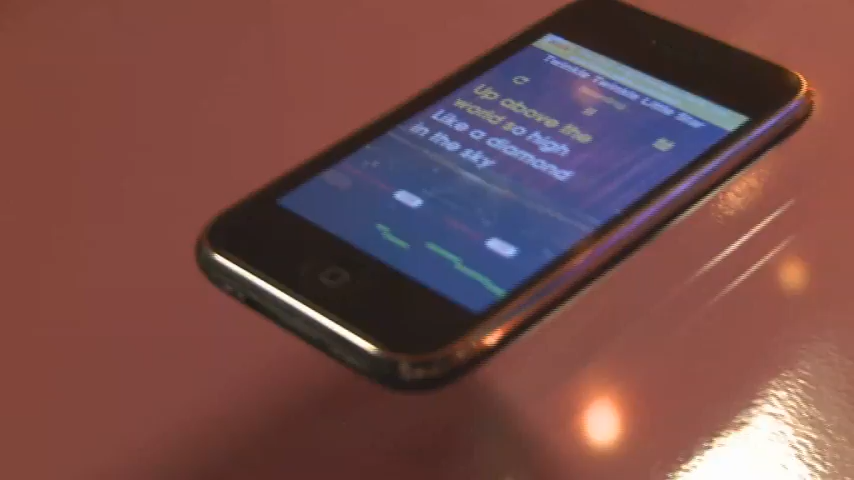 Twinkle Twinkle Little Star
Up above the
world so high
Like a diamond
in the sky